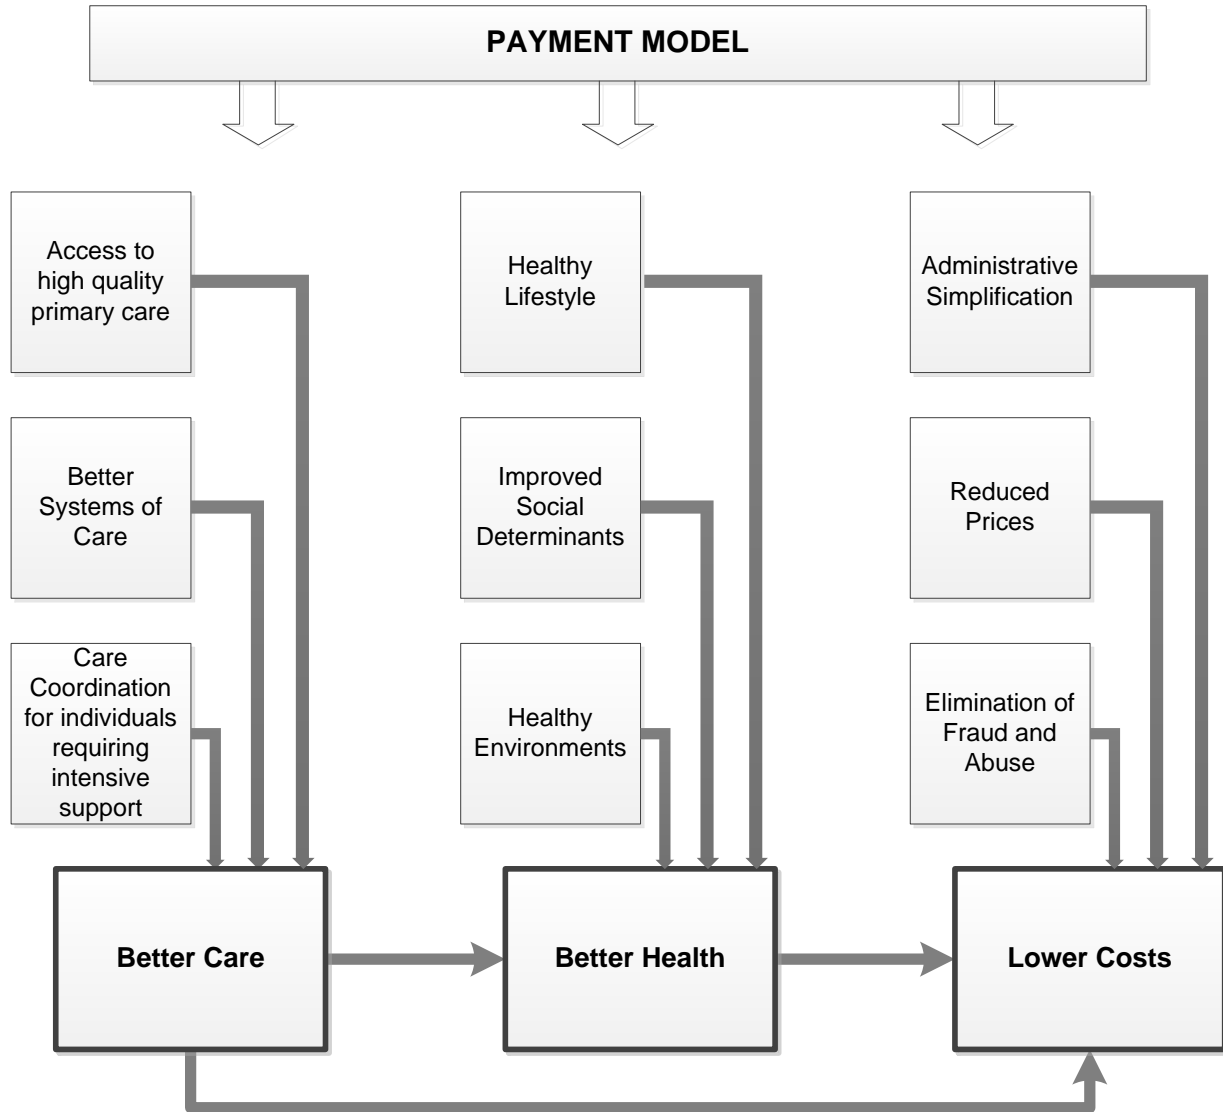 PAYMENT MODEL
Access to
high quality
primary care
Healthy
Lifestyle
Administrative
Simplification
Better
Systems of
Care
Improved
Social
Determinants
Reduced
Prices
Care
Coordination
for individuals
requiring
intensive
support
Healthy
Environments
Elimination of
Fraud and
Abuse
Better Care
Better Health
Lower Costs